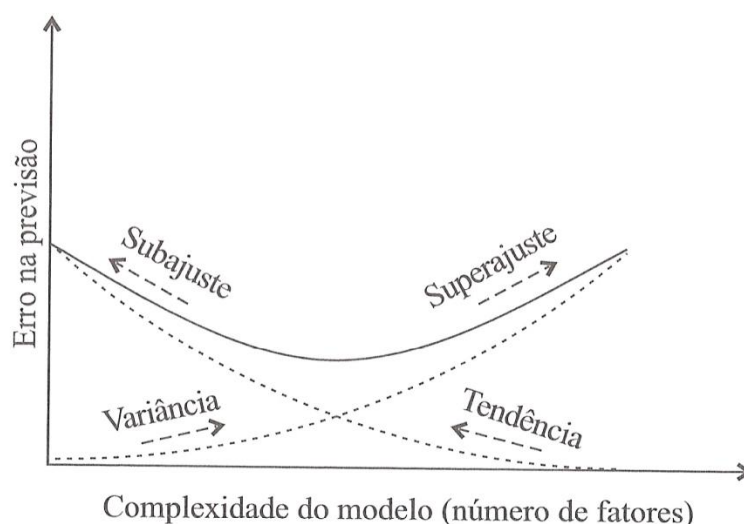 Erro na previsão
Subajuste
Superajuste
Variância
Tendência
Complexidade do modelo (número de fatores)